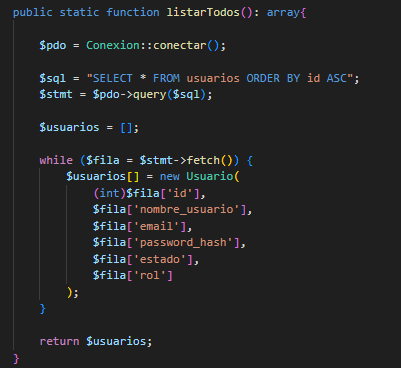 public static function listarTodos(): array{
$pdo = Conexion::conectar();
$sql = "SELECT * FROM usuarios ORDER BY id ASC";
$stmt = $pdo->query($sql);
$usuarios = [];
while ($fila = $stmt->fetch()) {
$usuarios[] = new Usuario(
(int)$fila['id'],
$fila['nombre_usuario'],
$fila['email'],
$fila['password_hash'],
$fila['estado'],
$fila['rol']
);
}
return $usuarios;
}